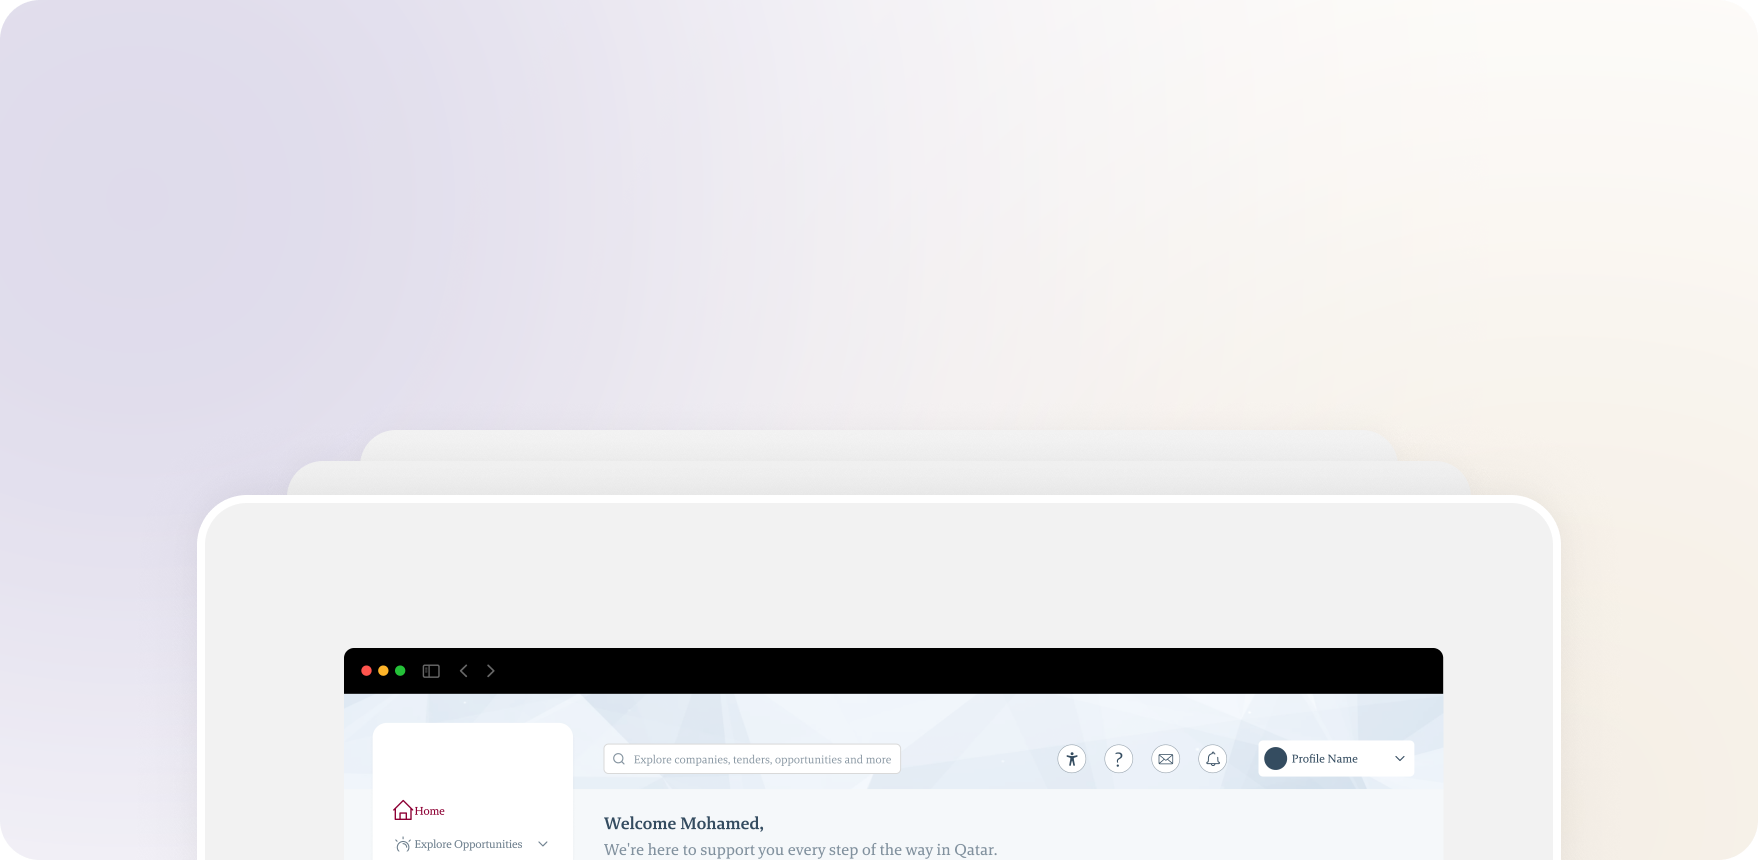 Explore companies, tenders, opportunities and more
Profile Name
Home
Welcome Mohamed,
Explore Opportunities
We're here to support you every step of the way in Qatar.